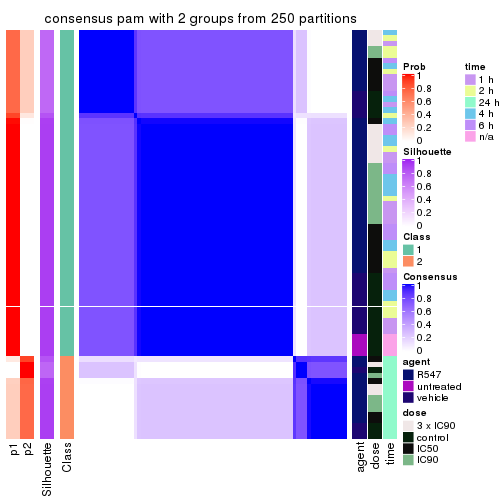 consensus pam with 2 groups from 250 partitions
p1
p2
Silhouette
Class
agent
dose
time
Prob
1
0.8
0.6
0.4
0.2
0
Silhouette
1
0.8
0.6
0.4
0.2
0
Class
1
2
Consensus
1
0.8
0.6
0.4
0.2
0
agent
R547
untreated
vehicle
dose
3 x IC90
control
IC50
IC90
time
1 h
2 h
24 h
4 h
6 h
n/a